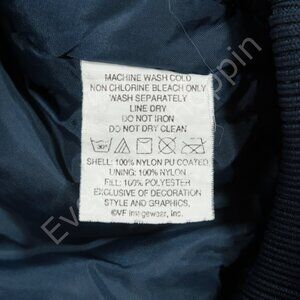 MACHINE WASH COLD
NON CHLORINE BLEACH ONLY
WASH SEPARATELY
LINE DRY
DO NOT IRON
DO NOT DRY CLEAN
SHELL: 100% NYLON PU COATED
LINING: 100% NYLON
FILL: 100% POLYESTER
EXCLUSIVE OF DECORATION
STYLE AND GRAPHICS.
©VF Imagewear, Inc.